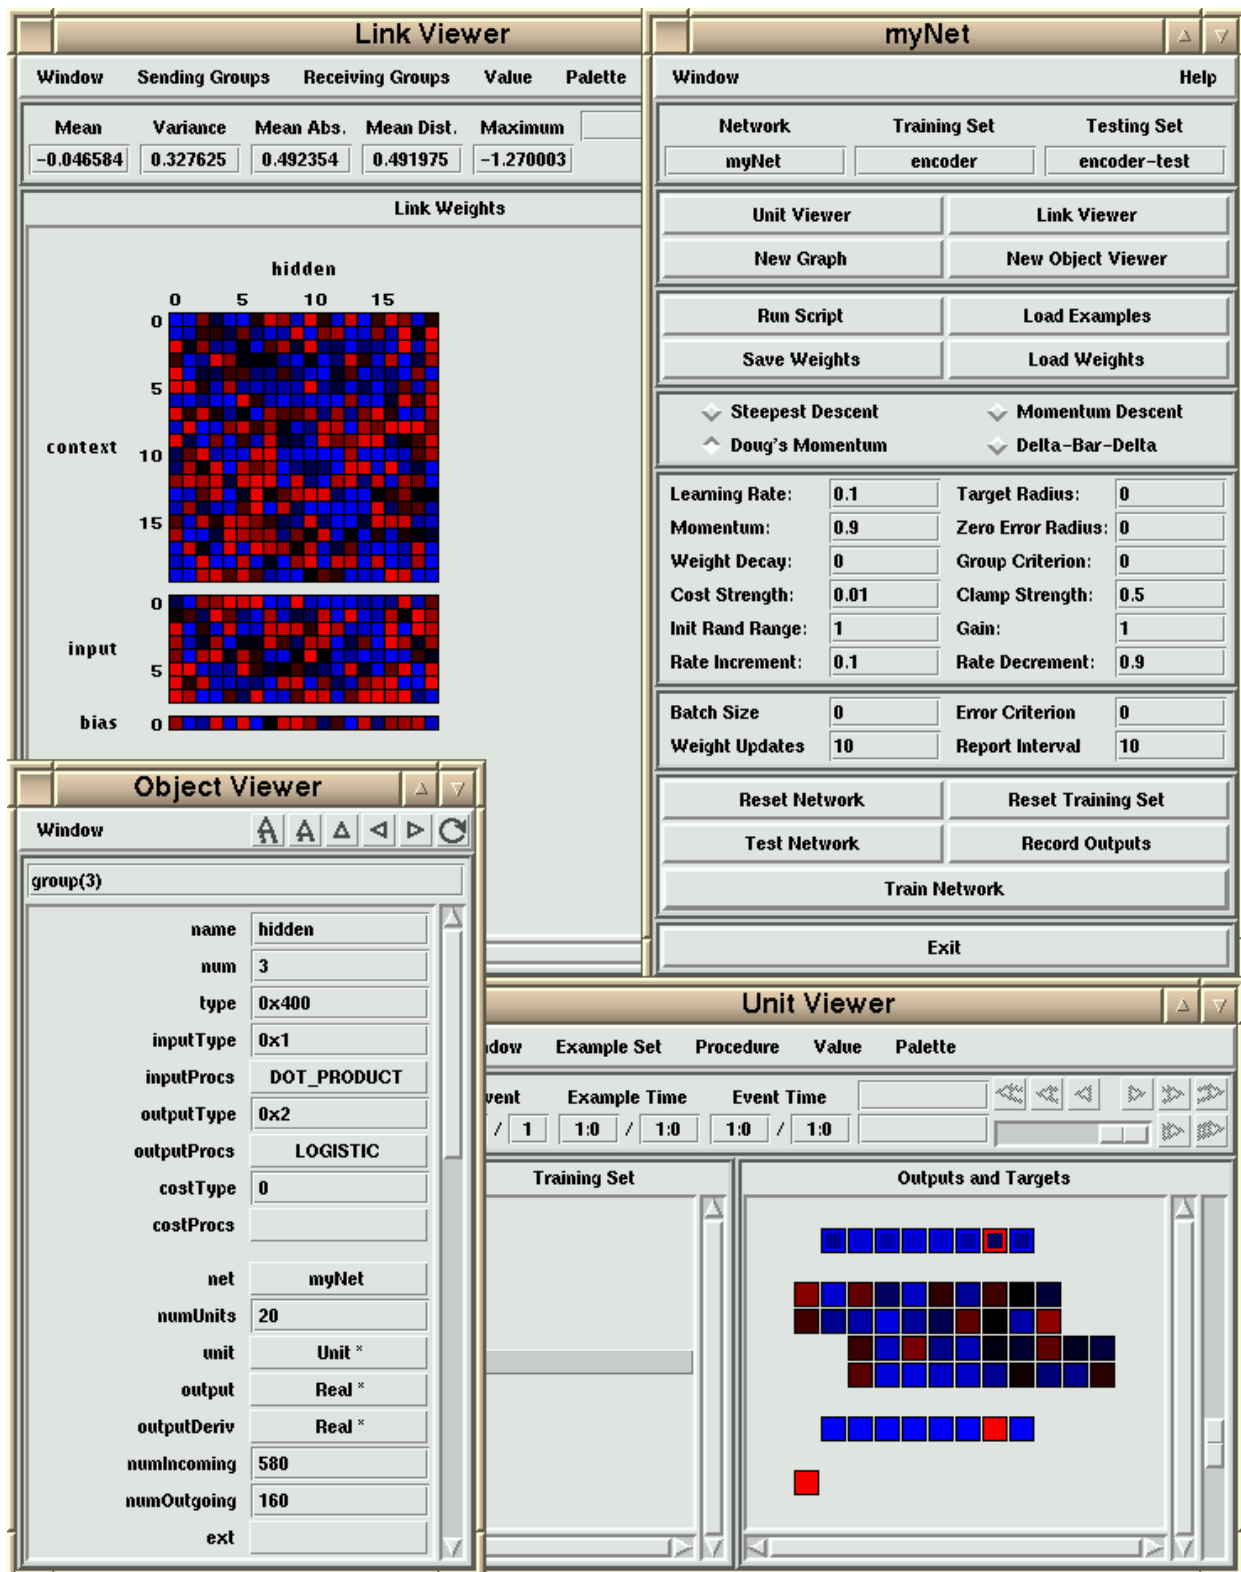 Link Viewer
Window Sending Groups Receiving Groups Value Palette
Mean Variance Mean Abs. Mean Dist. Maximum
-0.046584 0.327625 0.492354 0.491975 -1.270003
Link Weights
hidden
0 5 10 15
0
5
context
10
15
0
input
5
bias 0
myNet
Window Help
Network Training Set Testing Set
myNet encoder encoder-test
Unit Viewer Link Viewer
New Graph New Object Viewer
Run Script Load Examples
Save Weights Load Weights
Steepest Descent Momentum Descent
Doug's Momentum Delta-Bar-Delta
Learning Rate: 0.1 Target Radius: 0
Momentum: 0.9 Zero Error Radius: 0
Weight Decay: 0 Group Criterion: 0
Cost Strength: 0.01 Clamp Strength: 0.5
Init Rand Range: 1 Gain: 1
Rate Increment: 0.1 Rate Decrement: 0.9
Batch Size 0 Error Criterion 0
Weight Updates 10 Report Interval 10
Reset Network Reset Training Set
Test Network Record Outputs
Train Network
Exit
Object Viewer
Window A A
group(3)
name hidden
num 3
type 0x400
inputType 0x1
inputProcs DOT_PRODUCT
outputType 0x2
outputProcs LOGISTIC
costType 0
costProcs
net myNet
numUnits 20
unit Unit *
output Real *
outputDeriv Real *
numIncoming 580
numOutgoing 160
ext
Unit Viewer
dow Example Set Procedure Value Palette
vent Example Time Event Time
/ 1 1:0 / 1:0 1:0 / 1:0
Training Set Outputs and Targets